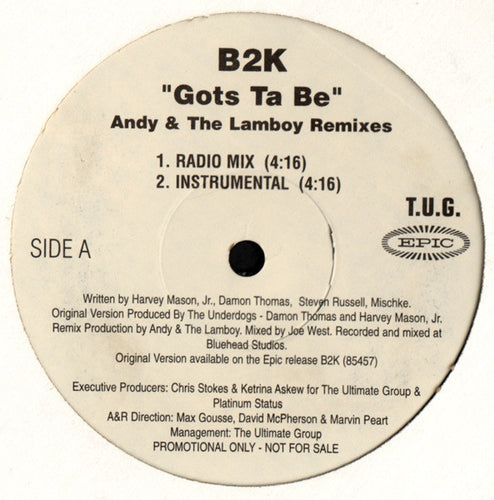 B2K
"Gots Ta Be"
Andy & The Lamboy Remixes
1. RADIO MIX (4:16)
2. INSTRUMENTAL (4:16)
T.U.G.
SIDE A
EPIC
Written by Harvey Mason, Jr., Damon Thomas, Steven Russell, Mischke.
Original Version Produced By The Underdogs - Damon Thomas and Harvey Mason, Jr.
Remix Production by Andy & The Lamboy. Mixed by Joe West. Recorded and mixed at
Bluehead Studios.
Original Version available on the Epic release B2K (85457)
Executive Producers: Chris Stokes & Ketrina Askew for The Ultimate Group &
Platinum Status
A&R Direction: Max Gousse, David McPherson & Marvin Peart
Management: The Ultimate Group
PROMOTIONAL ONLY - NOT FOR SALE